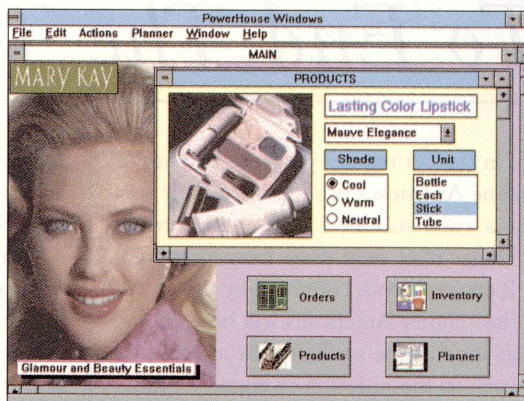 PowerHouse Windows
File Edit Actions Planner Window Help
MAIN
MARY KAY
PRODUCTS
Lasting Color Lipstick
Mauve Elegance
Shade
Unit
Cool
Warm
Neutral
Bottle
Each
Stick
Tube
Orders
Inventory
Products
Planner
Glamour and Beauty Essentials